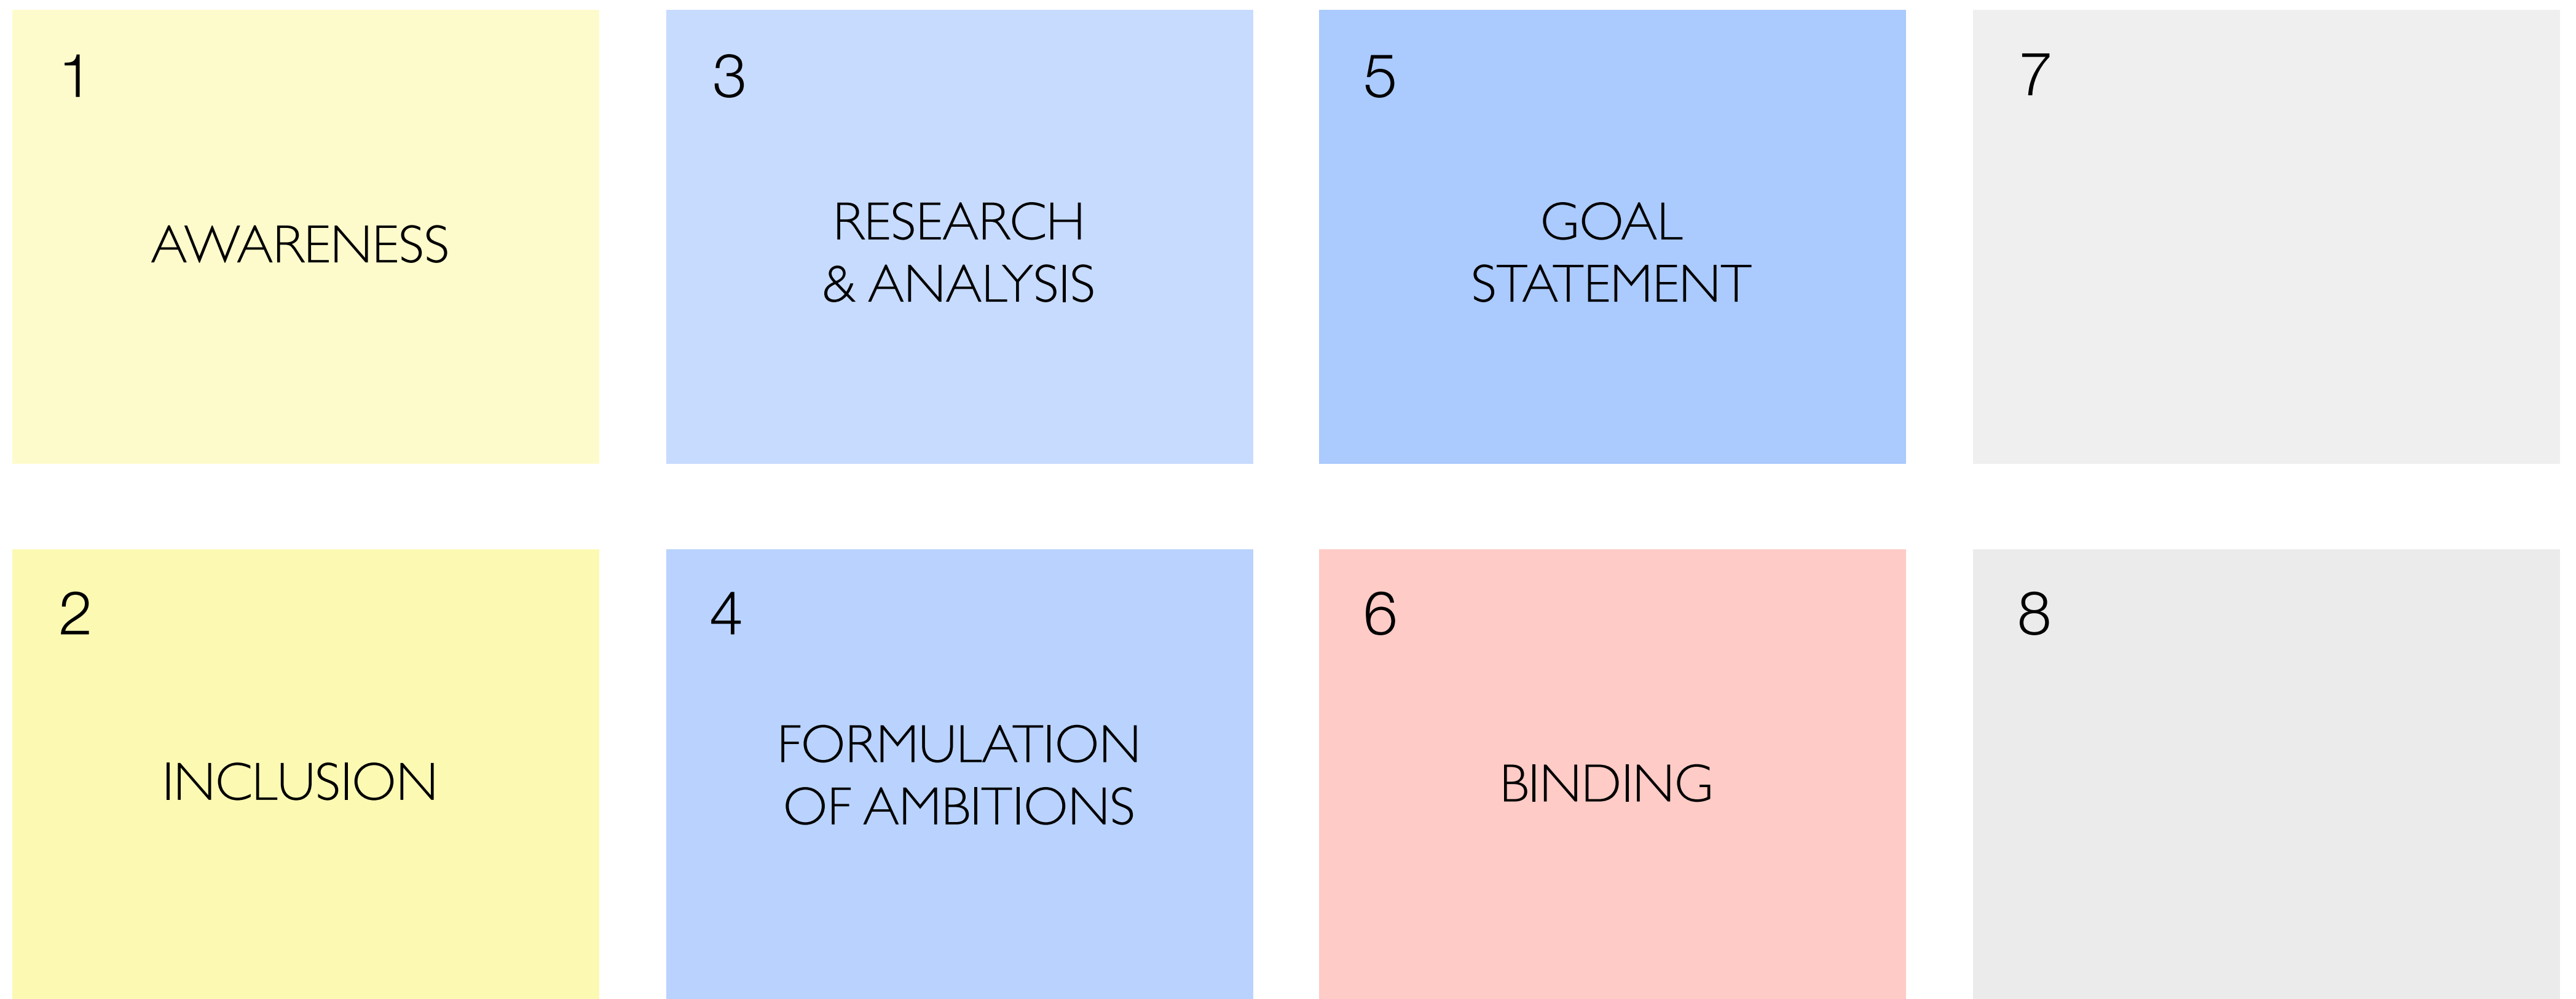 1
AWARENESS
2
INCLUSION
3
RESEARCH
& ANALYSIS
4
FORMULATION
OF AMBITIONS
5
GOAL
STATEMENT
6
BINDING
7
8